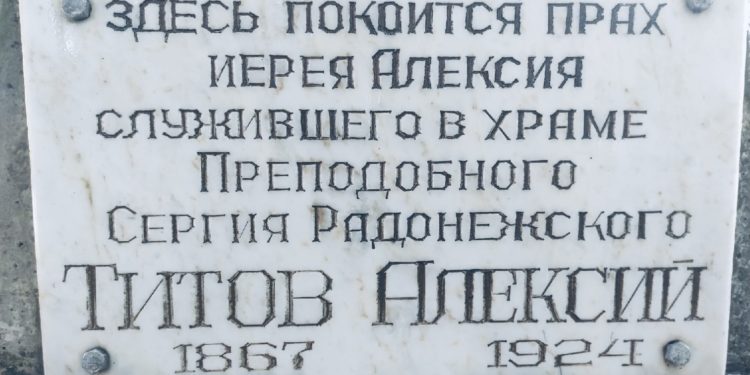 ЗДЕСЬ ПОКОИТСЯ ПРАХ
ИЕРЕЯ АЛЕКСИЯ
СЛУЖИВШЕГО В ХРАМЕ
ПРЕПОДОБНОГО
СЕРГИЯ РАДОНЕЖСКОГО
ТИТОВ АЛЕКСИЙ
1867 1924